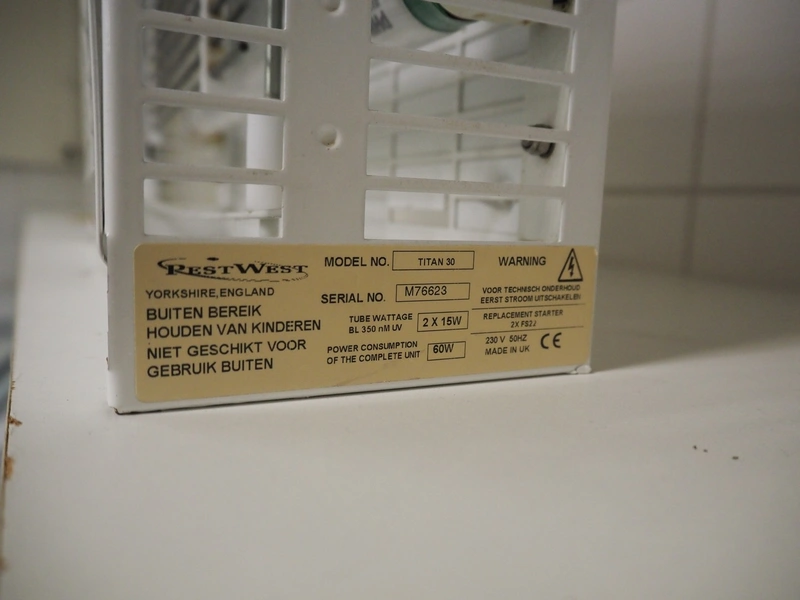 PESTWEST
YORKSHIRE, ENGLAND
BUITEN BEREIK
HOUDEN VAN KINDEREN
NIET GESCHIKT VOOR
GEBRUIK BUITEN
MODEL NO. TITAN 30
SERIAL NO. M76623
TUBE WATTAGE
BL 350 nM UV
2 X 15W
POWER CONSUMPTION
OF THE COMPLETE UNIT
60W
WARNING
VOOR TECHNISCH ONDERHOUD
EERST STROOM UITSCHAKELEN
REPLACEMENT STARTER
2X FS2J
230 V 50HZ
MADE IN UK
CE